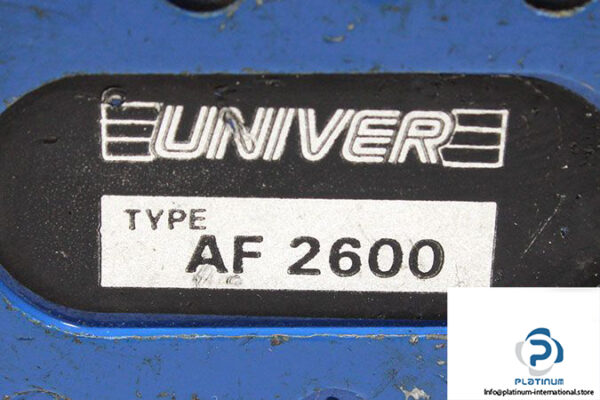 UNIVER
TYPE
AF 2600
PLATINUM
Info@platinum-international.store